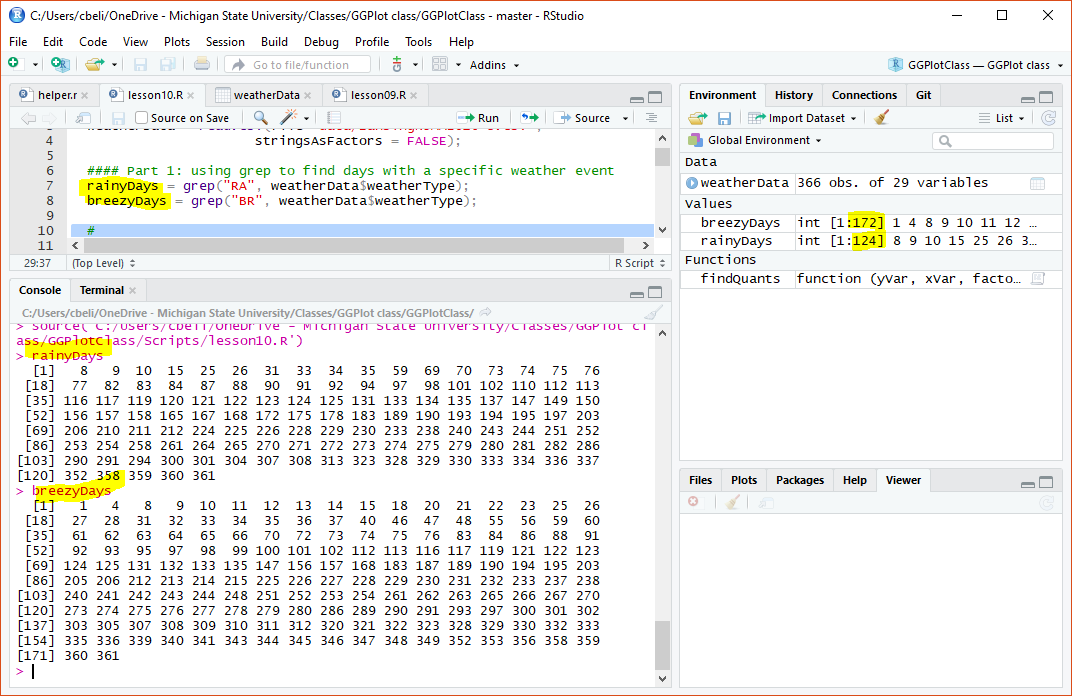 C:/Users/cbeli/OneDrive - Michigan State University/Classes/GGPlot class/GGPlotClass - master - RStudio
File Edit Code View Plots Session Build Debug Profile Tools Help
Go to file/function Addins GGPlotClass — GGPlot class
helper.r lesson10.R weatherData lesson09.R
Source on Save Run Source
4 stringsAsFactors = FALSE);
5
6 #### Part 1: using grep to find days with a specific weather event
7 rainyDays = grep("RA", weatherData$weatherType);
8 breezyDays = grep("BR", weatherData$weatherType);
9
10 #
11
29:37 (Top Level) R Script
Console Terminal
C:/Users/cbeli/OneDrive - Michigan State University/Classes/GGPlot class/GGPlotClass/
> source('C:/Users/cbeli/OneDrive - Michigan State University/Classes/GGPlot cl
ass/GGPlotClass/Scripts/lesson10.R')
> rainyDays
[1] 8 9 10 15 25 26 31 33 34 35 59 69 70 73 74 75 76
[18] 77 82 83 84 87 88 90 91 92 94 97 98 101 102 110 112 113
[35] 116 117 119 120 121 122 123 124 125 131 133 134 135 137 147 149 150
[52] 156 157 158 165 167 168 172 175 178 183 189 190 193 194 195 197 203
[69] 206 210 211 212 224 225 226 228 229 230 233 238 240 243 244 251 252
[86] 253 254 258 261 264 265 270 271 272 273 274 275 279 280 281 282 286
[103] 290 291 294 300 301 304 307 308 313 323 328 329 330 333 334 336 337
[120] 352 358 359 360 361
> breezyDays
[1] 1 4 8 9 10 11 12 13 14 15 18 20 21 22 23 25 26
[18] 27 28 31 32 33 34 35 36 37 40 46 47 48 55 56 59 60
[35] 61 62 63 64 65 66 70 72 73 74 75 76 83 84 86 88 91
[52] 92 93 95 97 98 99 100 101 102 112 113 116 117 119 121 122 123
[69] 124 125 131 132 133 135 147 156 157 168 183 187 189 190 194 195 203
[86] 205 206 212 213 214 215 225 226 227 228 229 230 231 232 233 237 238
[103] 240 241 242 243 244 248 251 252 253 254 261 262 263 265 266 267 270
[120] 273 274 275 276 277 278 279 280 286 289 290 291 293 297 300 301 302
[137] 303 305 307 308 309 310 311 312 320 321 322 323 328 329 330 332 333
[154] 335 336 339 340 341 343 344 345 346 347 348 349 352 353 356 358 359
[171] 360 361
>
Environment History Connections Git
Import Dataset List
Global Environment
Data
weatherData 366 obs. of 29 variables
Values
breezyDays int [1:172] 1 4 8 9 10 11 12 …
rainyDays int [1:124] 8 9 10 15 25 26 3…
Functions
findQuants function (yVar, xVar, facto…
Files Plots Packages Help Viewer